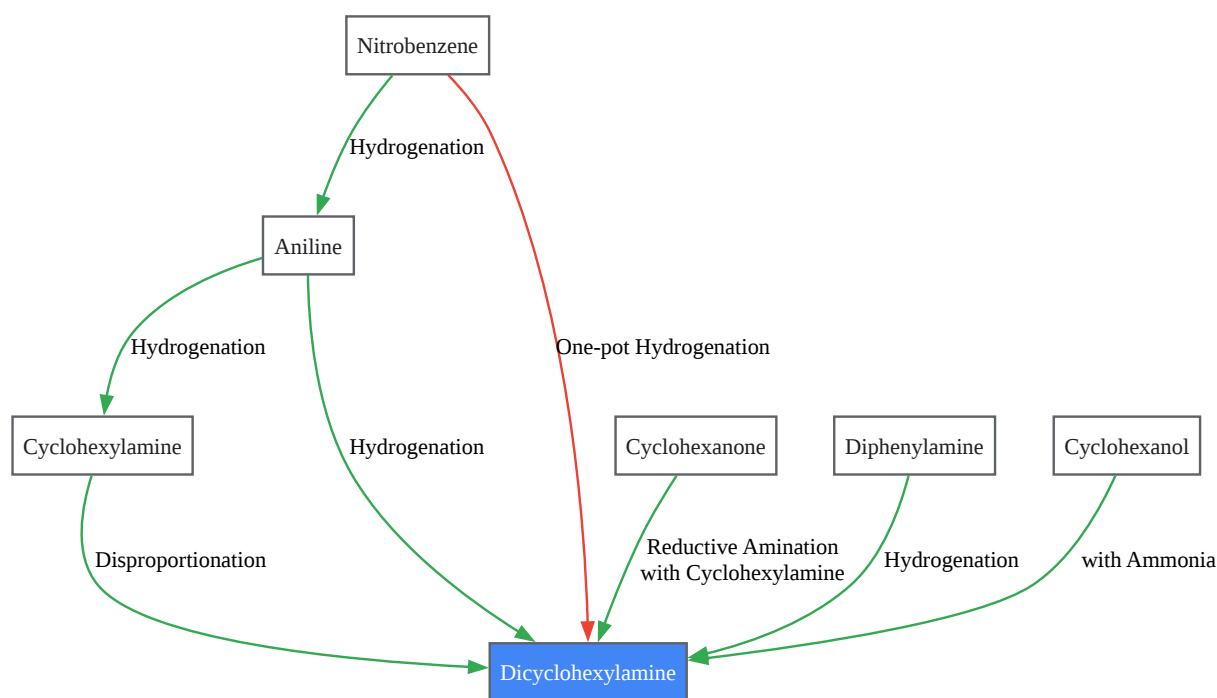 Nitrobenzene
Hydrogenation
Aniline
Hydrogenation
One-pot Hydrogenation
Cyclohexylamine
Hydrogenation
Cyclohexanone
Diphenylamine
Cyclohexanol
Disproportionation
Reductive Amination
with Cyclohexylamine
Hydrogenation
with Ammonia
Dicyclohexylamine